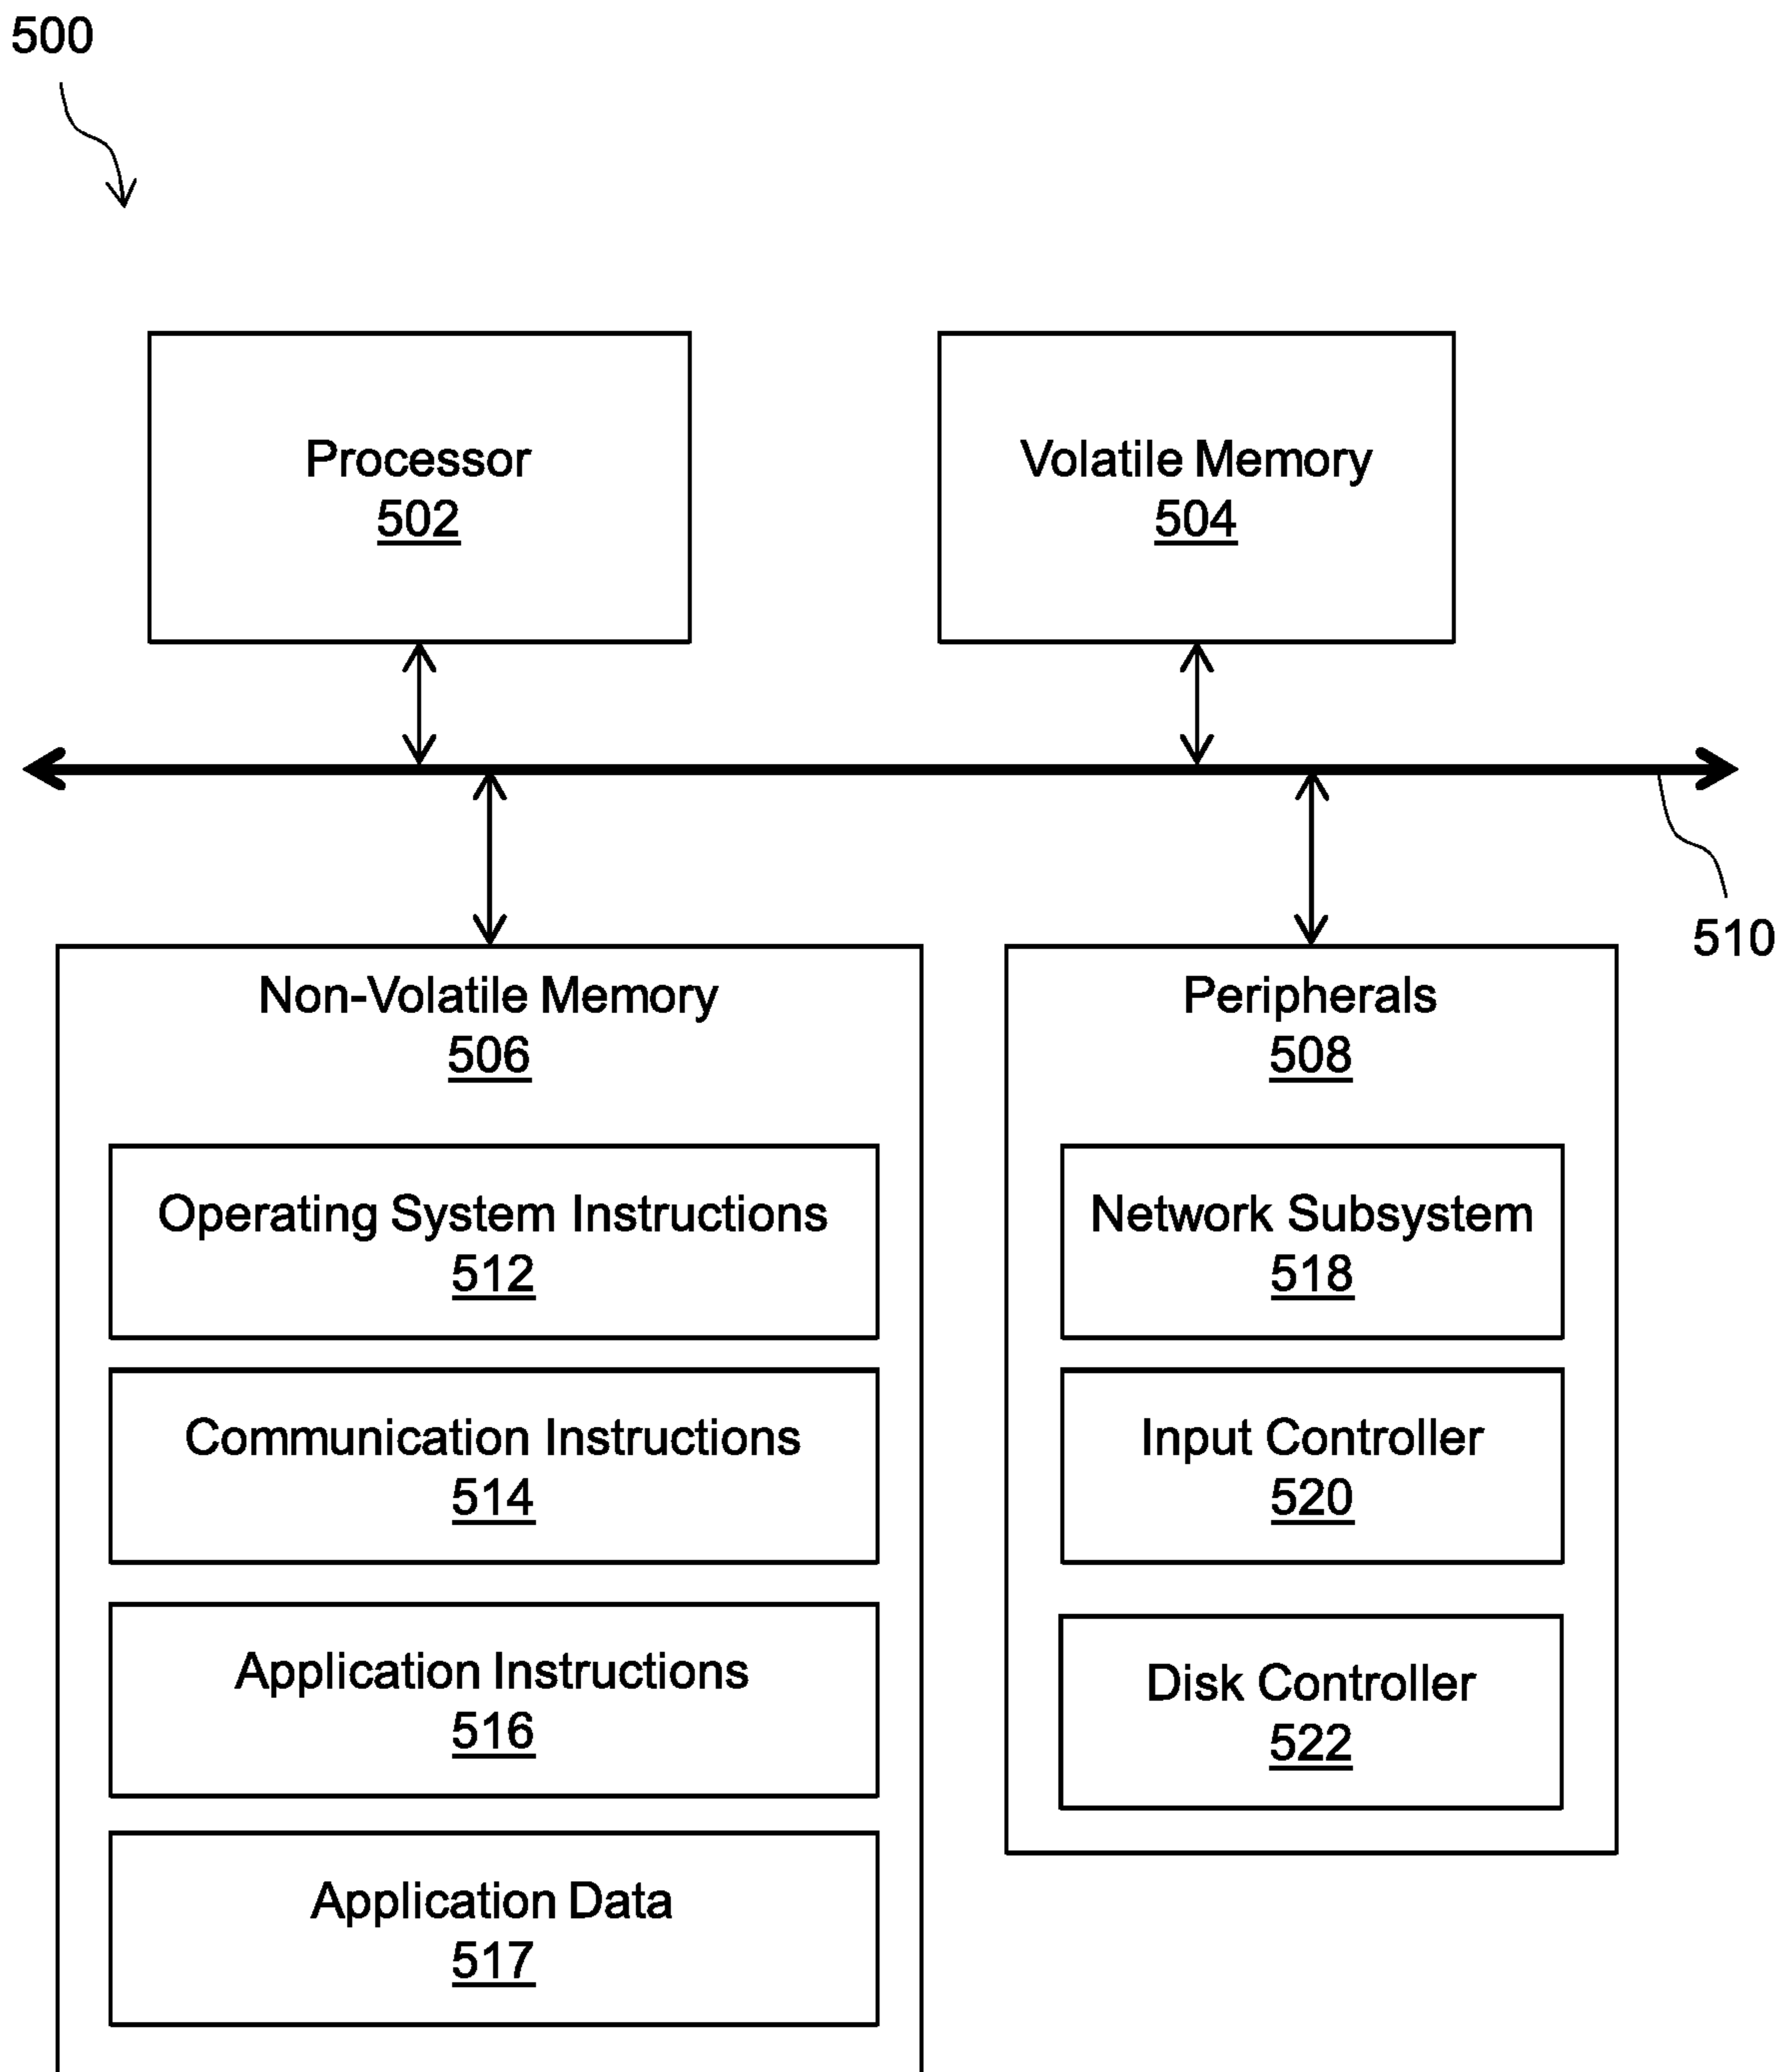 500
Processor
502
Volatile Memory
504
510
Non-Volatile Memory
506
Operating System Instructions
512
Communication Instructions
514
Application Instructions
516
Application Data
517
Peripherals
508
Network Subsystem
518
Input Controller
520
Disk Controller
522